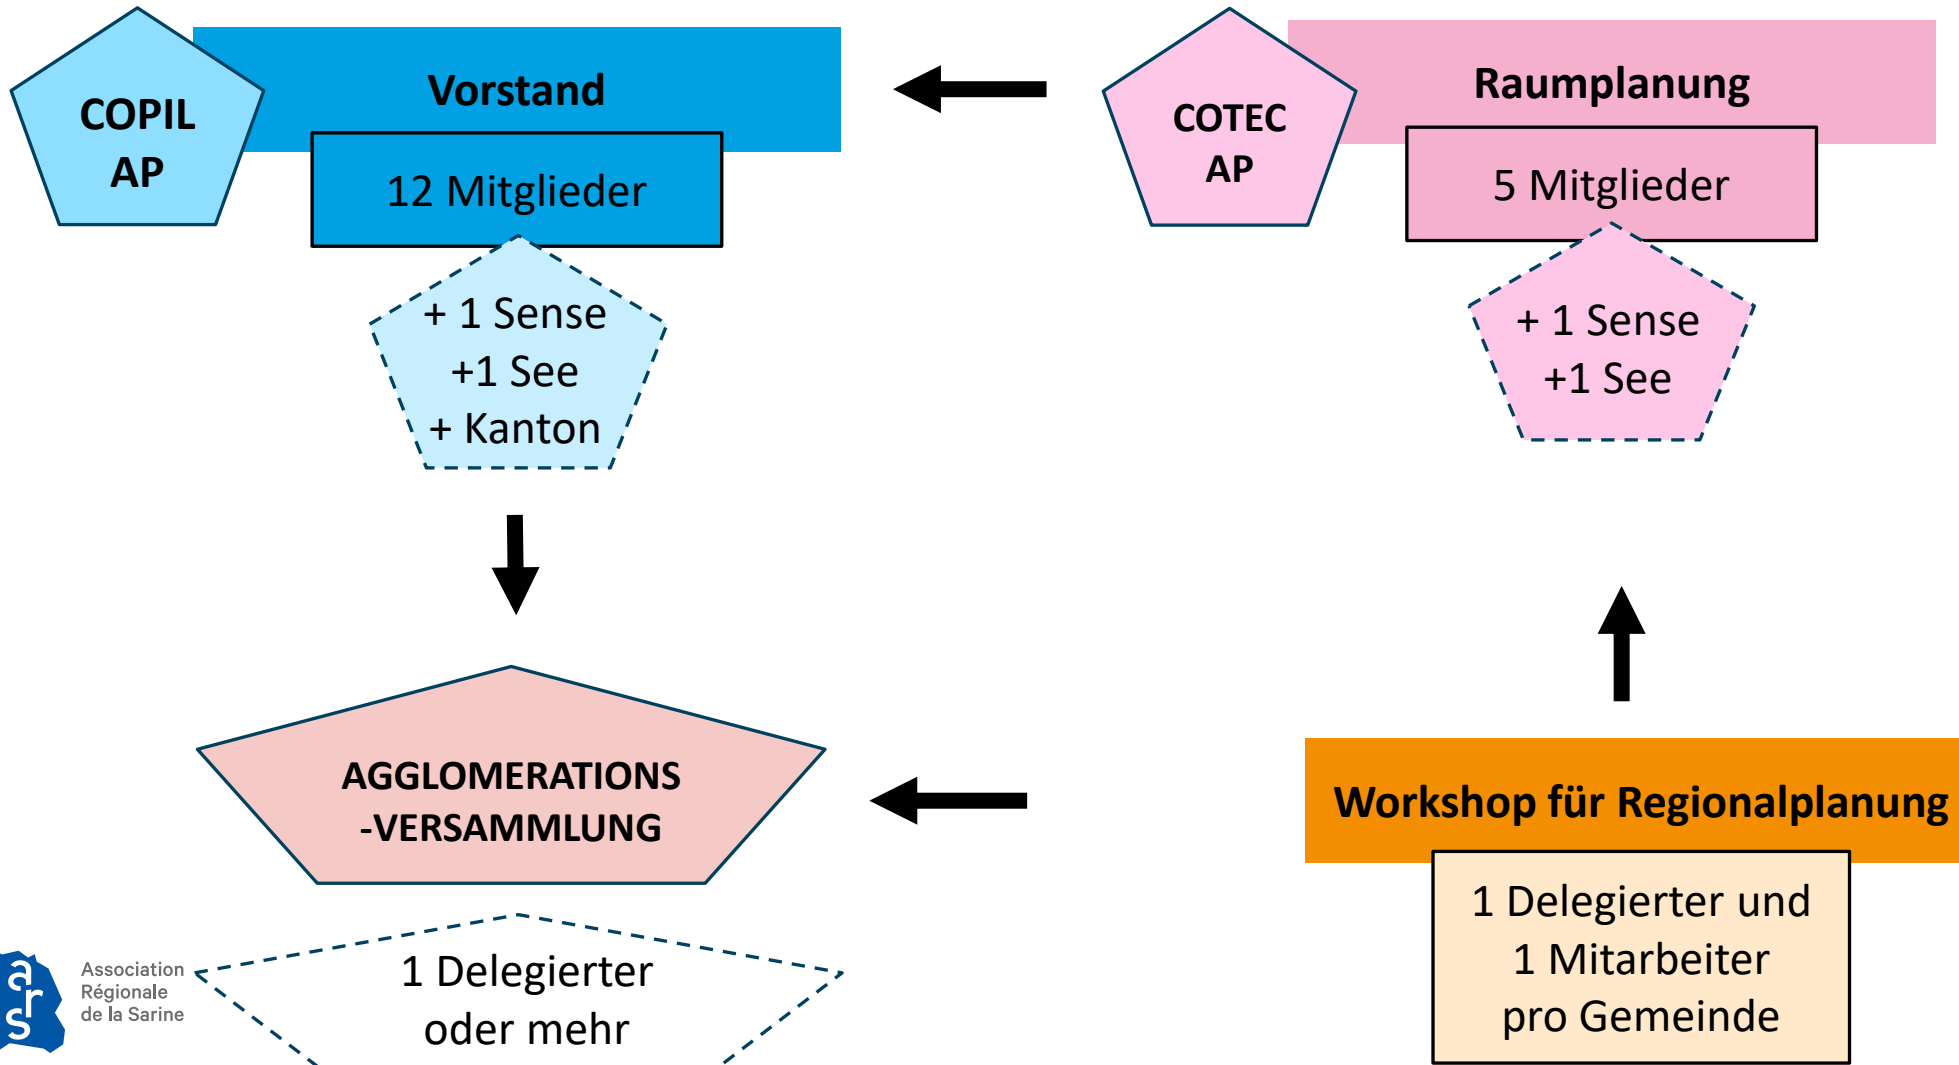 COPIL
AP
Vorstand
12 Mitglieder
+ 1 Sense
+1 See
+ Kanton
COTEC
AP
Raumplanung
5 Mitglieder
+ 1 Sense
+1 See
AGGLOMERATIONS
-VERSAMMLUNG
1 Delegierter
oder mehr
Workshop für Regionalplanung
1 Delegierter und
1 Mitarbeiter
pro Gemeinde
ars
Association
Régionale
de la Sarine